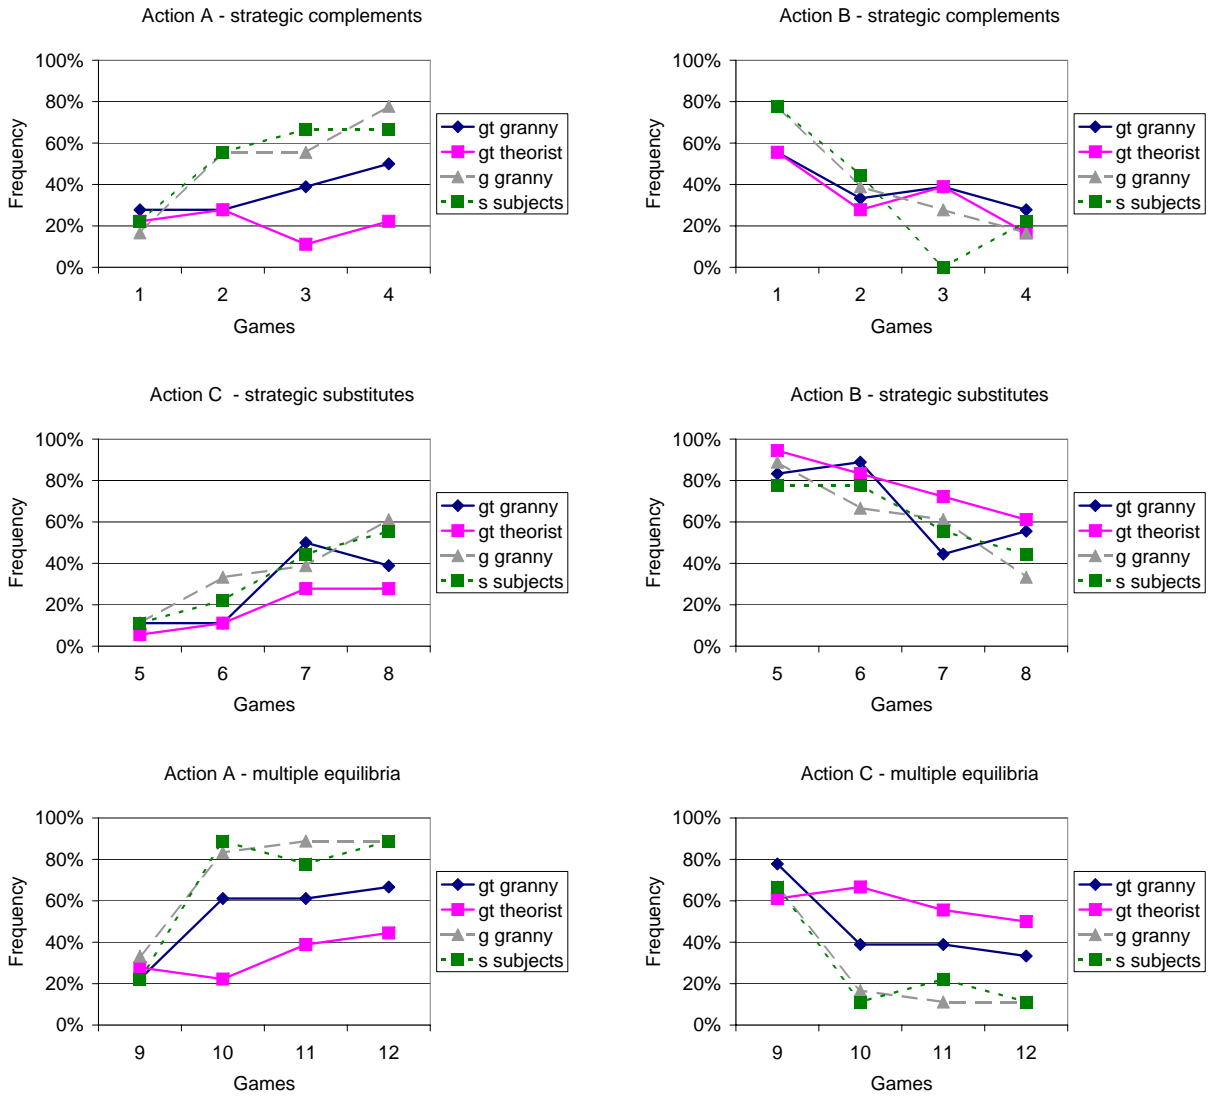 Action A - strategic complements
100%
80%
60%
40%
20%
0%
Frequency
1 2 3 4
Games
gt granny
gt theorist
g granny
s subjects
Action B - strategic complements
100%
80%
60%
40%
20%
0%
Frequency
1 2 3 4
Games
gt granny
gt theorist
g granny
s subjects
Action C - strategic substitutes
100%
80%
60%
40%
20%
0%
Frequency
5 6 7 8
Games
gt granny
gt theorist
g granny
s subjects
Action B - strategic substitutes
100%
80%
60%
40%
20%
0%
Frequency
5 6 7 8
Games
gt granny
gt theorist
g granny
s subjects
Action A - multiple equilibria
100%
80%
60%
40%
20%
0%
Frequency
9 10 11 12
Games
gt granny
gt theorist
g granny
s subjects
Action C - multiple equilibria
100%
80%
60%
40%
20%
0%
Frequency
9 10 11 12
Games
gt granny
gt theorist
g granny
s subjects